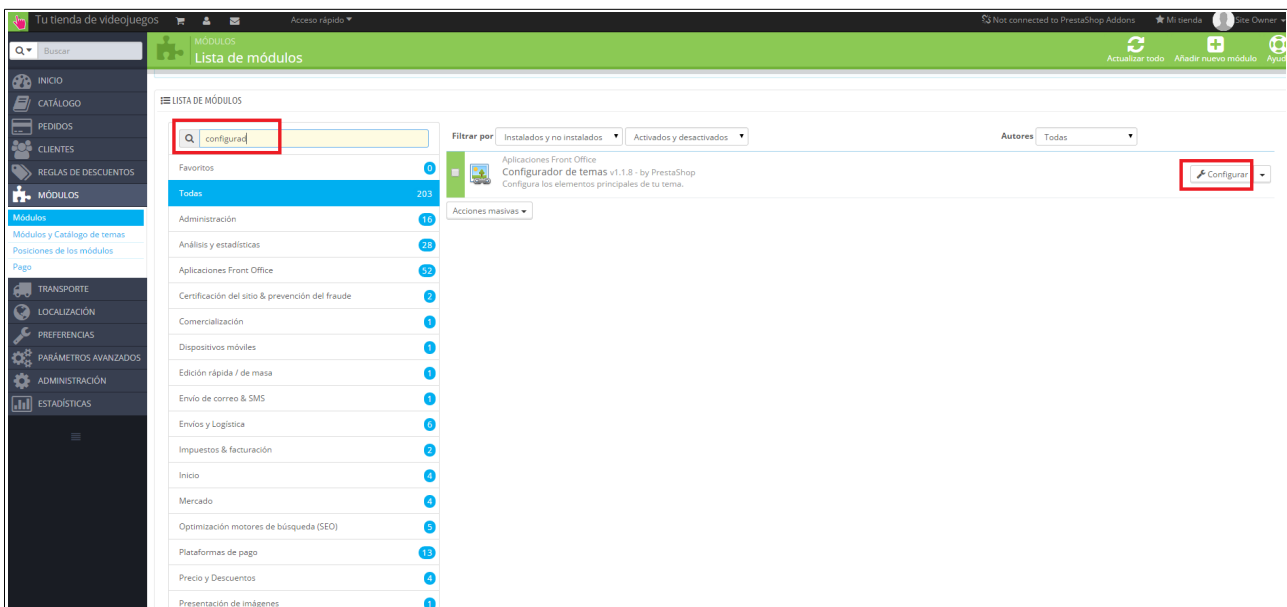 Tu tienda de videojuegos
Acceso rápido
Not connected to PrestaShop Addons
Mi tienda
Site Owner
Buscar
MÓDULOS
Lista de módulos
Actualizar todo
Añadir nuevo módulo
INICIO
CATÁLOGO
PEDIDOS
CLIENTES
REGLAS DE DESCUENTOS
MÓDULOS
Módulos
Módulos y Catálogo de temas
Posiciones de los módulos
Pago
TRANSPORTE
LOCALIZACIÓN
PREFERENCIAS
PARÁMETROS AVANZADOS
ADMINISTRACIÓN
ESTADÍSTICAS
LISTA DE MÓDULOS
configurad
Favoritos 0
Todas 203
Administración 16
Análisis y estadísticas 28
Aplicaciones Front Office 52
Certificación del sitio & prevención del fraude 2
Comercialización 1
Dispositivos móviles 1
Edición rápida / de masa 1
Envío de correo & SMS 1
Envíos y Logística 6
Impuestos & facturación 2
Inicio 4
Mercado 4
Optimización motores de búsqueda (SEO) 5
Plataformas de pago 13
Precio y Descuentos 4
Presentación de imágenes 1
Filtrar por Instalados y no instalados Activados y desactivados Autores Todas
Aplicaciones Front Office
Configurador de temas v1.1.8 - by PrestaShop
Configura los elementos principales de tu tema.
Configurar
Acciones masivas